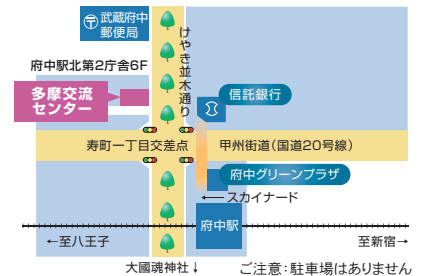 武蔵府中
郵便局
けやき並木通り
府中駅北第2庁舎6F
多摩交流
センター
信託銀行
寿町一丁目交差点
甲州街道(国道20号線)
府中グリーンプラザ
←スカイナード
府中駅
←至八王子
至新宿→
大國魂神社↓
ご注意:駐車場はありません